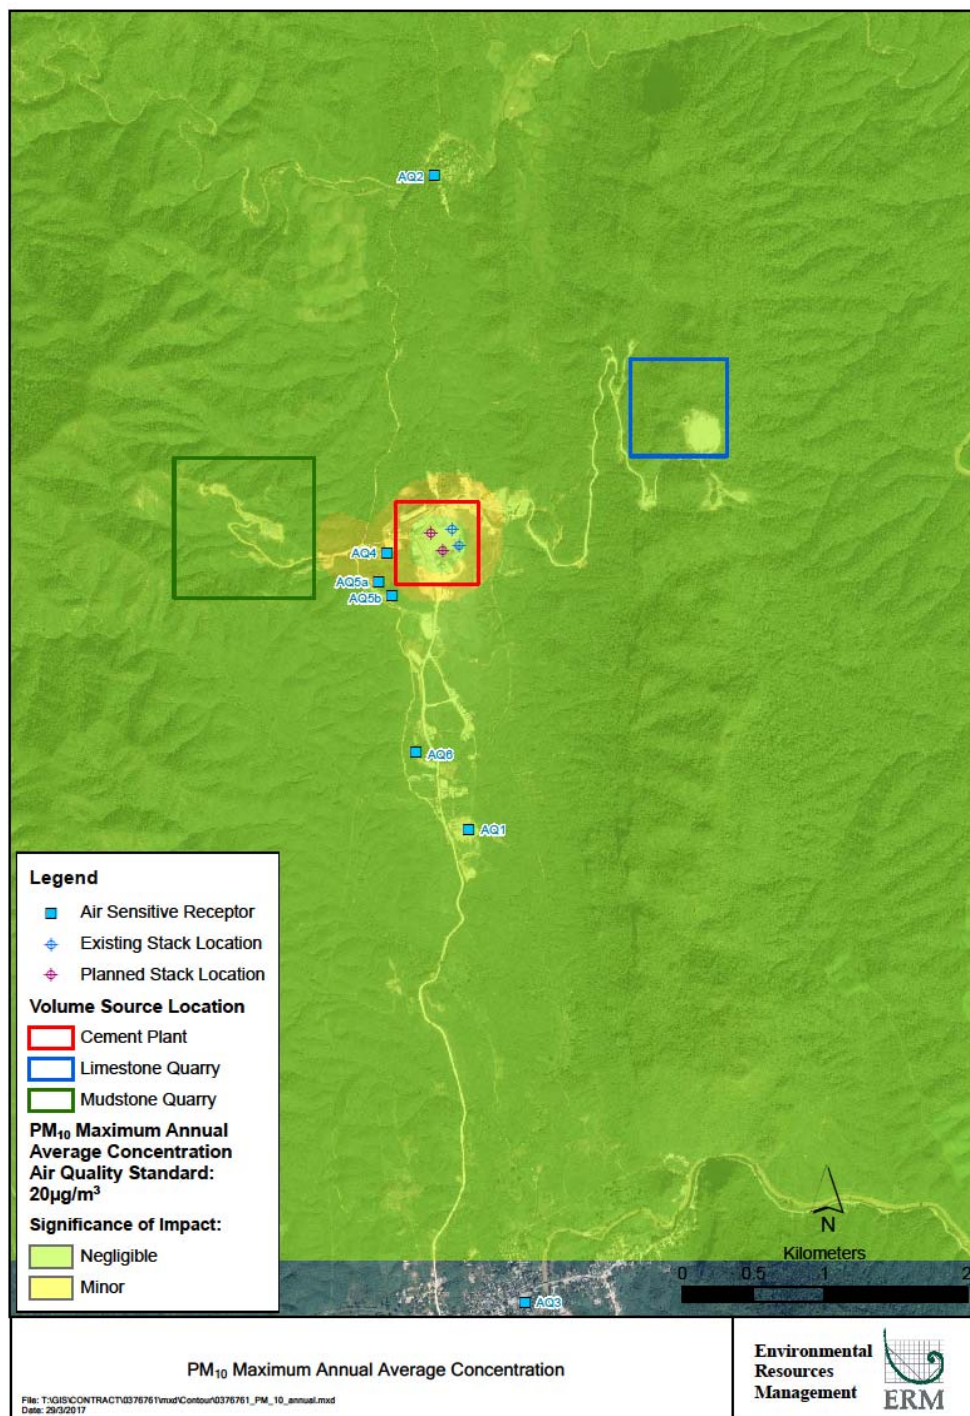 AQ2
AQ4
AQ5a
AQ5b
AQ6
AQ1
Legend
Air Sensitive Receptor
Existing Stack Location
Planned Stack Location
Volume Source Location
Cement Plant
Limestone Quarry
Mudstone Quarry
PM₁₀ Maximum Annual
Average Concentration
Air Quality Standard:
20µg/m³
Significance of Impact:
Negligible
Minor
N
Kilometers
0 0.5 1 2
AQ3
PM₁₀ Maximum Annual Average Concentration
File: T:\GIS\CONTRACT\0376761\mxd\Contour\0376761_PM_10_annual.mxd
Date: 29/3/2017
Environmental
Resources
Management
ERM